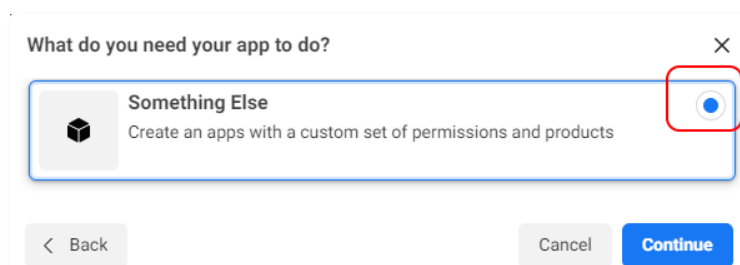 What do you need your app to do?
Something Else
Create an apps with a custom set of permissions and products
Back
Cancel
Continue